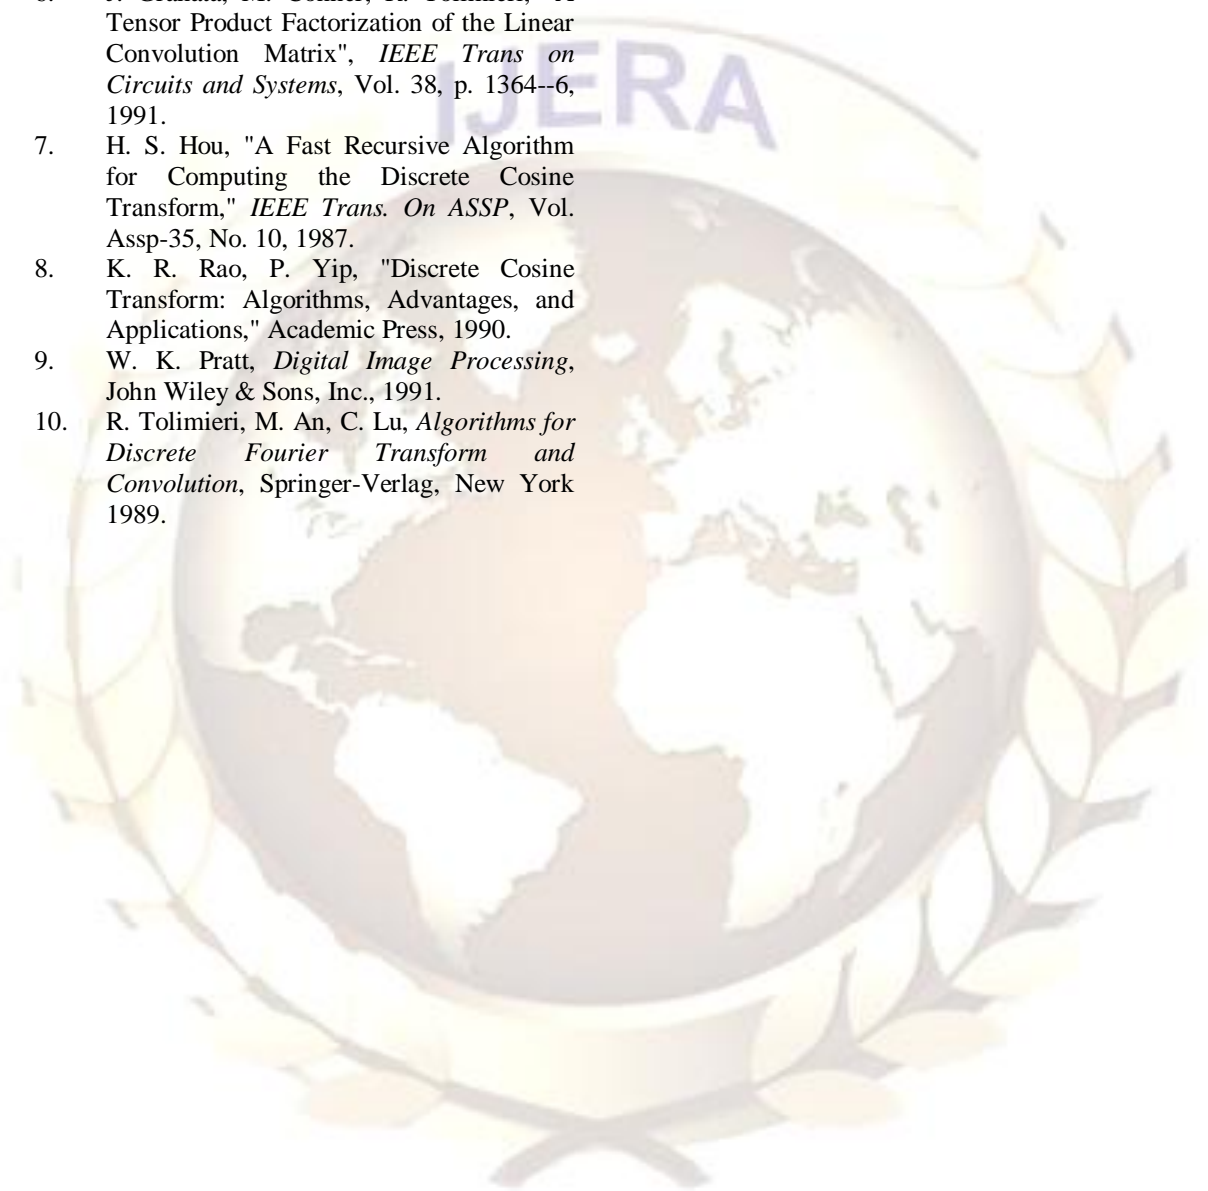 6. J. Granata, M. Conner, R. Tolimieri, "A
Tensor Product Factorization of the Linear
Convolution Matrix", IEEE Trans on
Circuits and Systems, Vol. 38, p. 1364--6,
1991.
7. H. S. Hou, "A Fast Recursive Algorithm
for Computing the Discrete Cosine
Transform," IEEE Trans. On ASSP, Vol.
Assp-35, No. 10, 1987.
8. K. R. Rao, P. Yip, "Discrete Cosine
Transform: Algorithms, Advantages, and
Applications," Academic Press, 1990.
9. W. K. Pratt, Digital Image Processing,
John Wiley & Sons, Inc., 1991.
10. R. Tolimieri, M. An, C. Lu, Algorithms for
Discrete Fourier Transform and
Convolution, Springer-Verlag, New York
1989.
IJERA